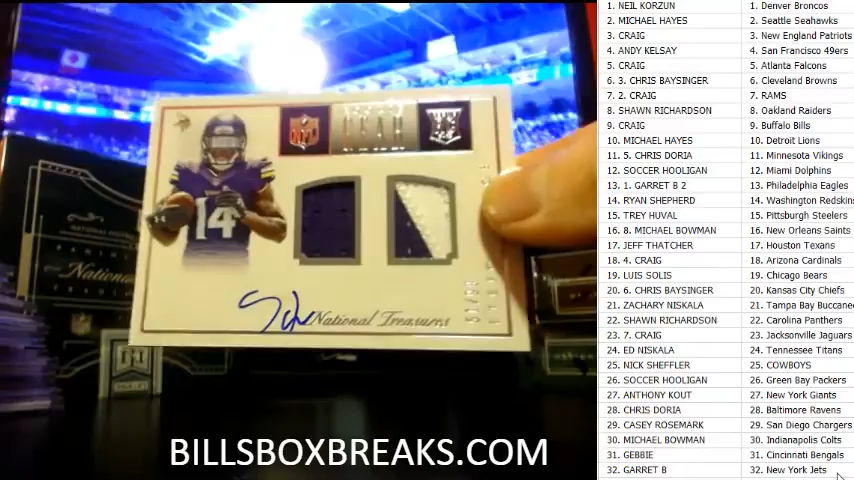 14
NFL
National Treasures
BILLSBOXBREAKS.COM
1. NEIL KORZUN 1. Denver Broncos
2. MICHAEL HAYES 2. Seattle Seahawks
3. CRAIG 3. New England Patriots
4. ANDY KELSAY 4. San Francisco 49ers
5. CRAIG 5. Atlanta Falcons
6. 3. CHRIS BAYSINGER 6. Cleveland Browns
7. 2. CRAIG 7. RAMS
8. SHAWN RICHARDSON 8. Oakland Raiders
9. CRAIG 9. Buffalo Bills
10. MICHAEL HAYES 10. Detroit Lions
11. 5. CHRIS DORIA 11. Minnesota Vikings
12. SOCCER HOOLIGAN 12. Miami Dolphins
13. 1. GARRET B 2 13. Philadelphia Eagles
14. RYAN SHEPHERD 14. Washington Redskin
15. TREY HUVAL 15. Pittsburgh Steelers
16. 8. MICHAEL BOWMAN 16. New Orleans Saints
17. JEFF THATCHER 17. Houston Texans
18. 4. CRAIG 18. Arizona Cardinals
19. LUIS SOLIS 19. Chicago Bears
20. 6. CHRIS BAYSINGER 20. Kansas City Chiefs
21. ZACHARY NISKALA 21. Tampa Bay Buccanee
22. SHAWN RICHARDSON 22. Carolina Panthers
23. 7. CRAIG 23. Jacksonville Jaguars
24. ED NISKALA 24. Tennessee Titans
25. NICK SHEFFLER 25. COWBOYS
26. SOCCER HOOLIGAN 26. Green Bay Packers
27. ANTHONY KOUT 27. New York Giants
28. CHRIS DORIA 28. Baltimore Ravens
29. CASEY ROSEMARK 29. San Diego Chargers
30. MICHAEL BOWMAN 30. Indianapolis Colts
31. GEBBIE 31. Cincinnati Bengals
32. GARRET B 32. New York Jets